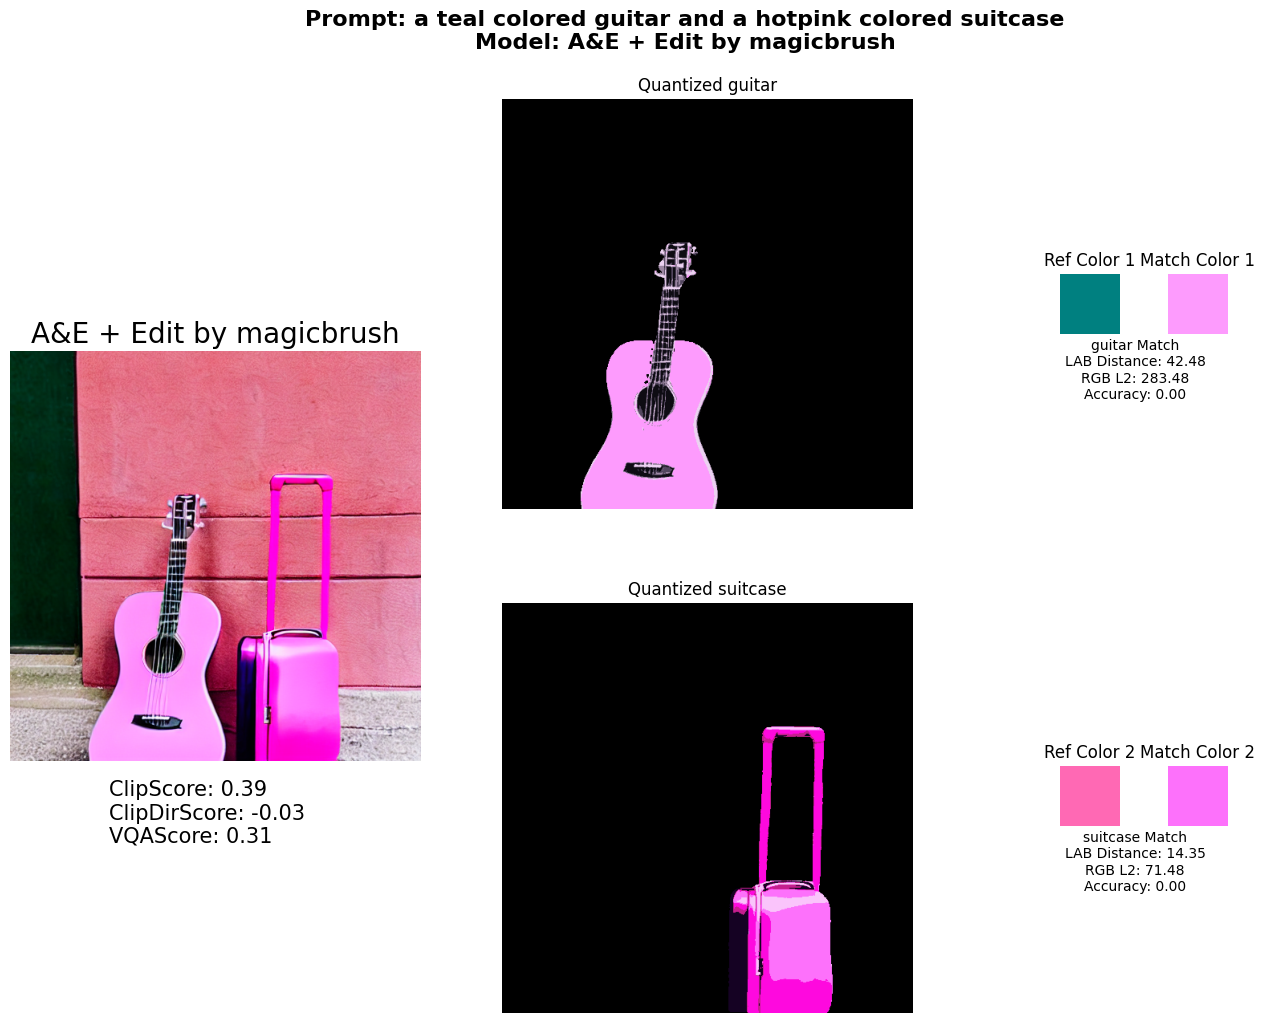 Prompt: a teal colored guitar and a hotpink colored suitcase
Model: A&E + Edit by magicbrush
Quantized guitar
Ref Color 1 Match Color 1
guitar Match
LAB Distance: 42.48
RGB L2: 283.48
Accuracy: 0.00
A&E + Edit by magicbrush
ClipScore: 0.39
ClipDirScore: -0.03
VQAScore: 0.31
Quantized suitcase
Ref Color 2 Match Color 2
suitcase Match
LAB Distance: 14.35
RGB L2: 71.48
Accuracy: 0.00